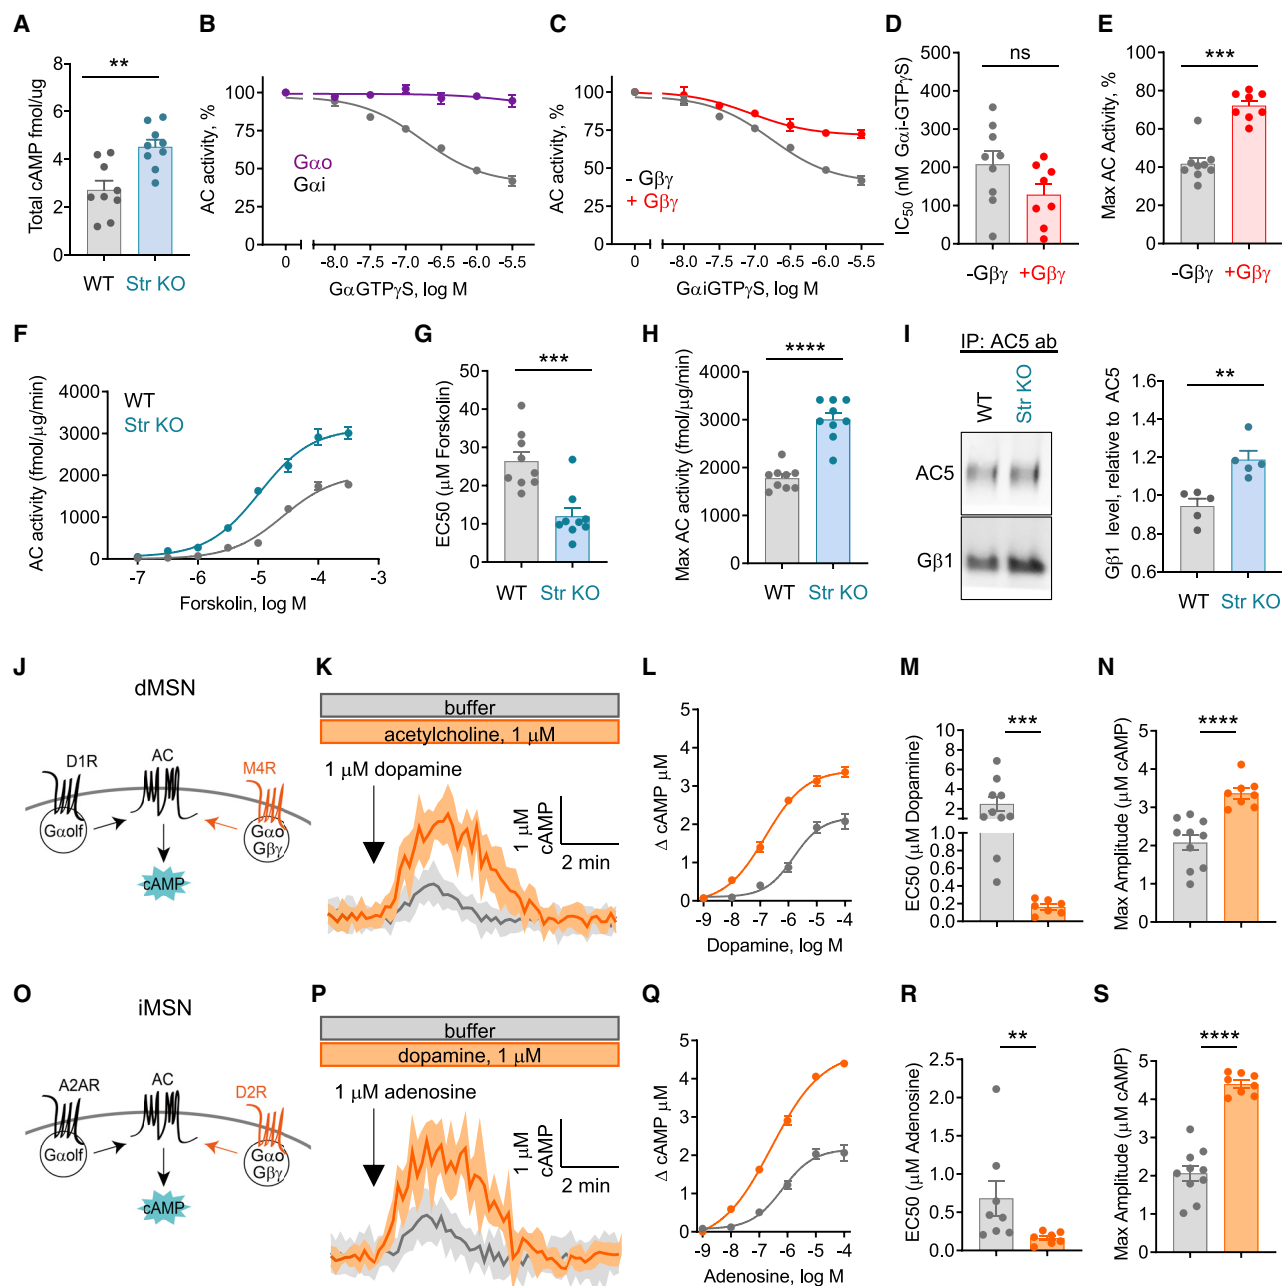 A
**
Total cAMP fmol/ug
8
6
4
2
0
WT
Str KO
B
AC activity, %
100
75
50
25
0
Gαo
Gαi
0
-8.0
-7.5
-7.0
-6.5
-6.0
-5.5
GαGTPγS, log M
C
AC activity, %
100
75
50
25
0
- Gβγ
+ Gβγ
0
-8.0
-7.5
-7.0
-6.5
-6.0
-5.5
GαiGTPγS, log M
D
ns
IC50 (nM Gαi-GTPγS)
500
400
300
200
100
0
-Gβγ
+Gβγ
E
***
Max AC Activity, %
100
80
60
40
20
0
-Gβγ
+Gβγ
F
AC activity (fmol/μg/min)
4000
3000
2000
1000
0
WT
Str KO
-7
-6
-5
-4
-3
Forskolin, log M
G
***
EC50 (μM Forskolin)
50
40
30
20
10
0
WT
Str KO
H
****
Max AC activity (fmol/μg/min)
4000
3000
2000
1000
0
WT
Str KO
I
IP: AC5 ab
WT
Str KO
AC5
Gβ1
**
Gβ1 level, relative to AC5
1.6
1.4
1.2
1.0
0.8
0.6
WT
Str KO
J
dMSN
D1R
AC
M4R
Gαolf
Gαo
Gβγ
cAMP
K
buffer
acetylcholine, 1 μM
1 μM dopamine
1 μM
cAMP
2 min
L
Δ cAMP μM
5
4
3
2
1
0
-9
-8
-7
-6
-5
-4
Dopamine, log M
M
***
EC50 (μM Dopamine)
10
8
6
4
2
1.0
0.8
0.6
0.4
0.2
0.0
N
****
Max Amplitude (μM cAMP)
5
4
3
2
1
0
O
iMSN
A2AR
AC
D2R
Gαolf
Gαo
Gβγ
cAMP
P
buffer
dopamine, 1 μM
1 μM adenosine
1 μM
cAMP
2 min
Q
Δ cAMP μM
5
4
3
2
1
0
-9
-8
-7
-6
-5
-4
Adenosine, log M
R
**
EC50 (μM Adenosine)
2.5
2.0
1.5
1.0
0.5
0.0
S
****
Max Amplitude (μM cAMP)
5
4
3
2
1
0